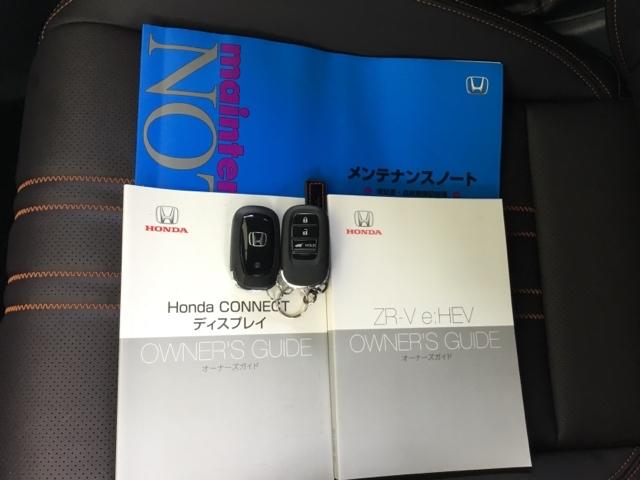 mainte
NOT
メンテナンスノート
HONDA
Honda CONNECT
ディスプレイ
OWNER'S GUIDE
オーナーズガイド
HONDA
ZR-V e:HEV
OWNER'S GUIDE
オーナーズガイド
HOLD